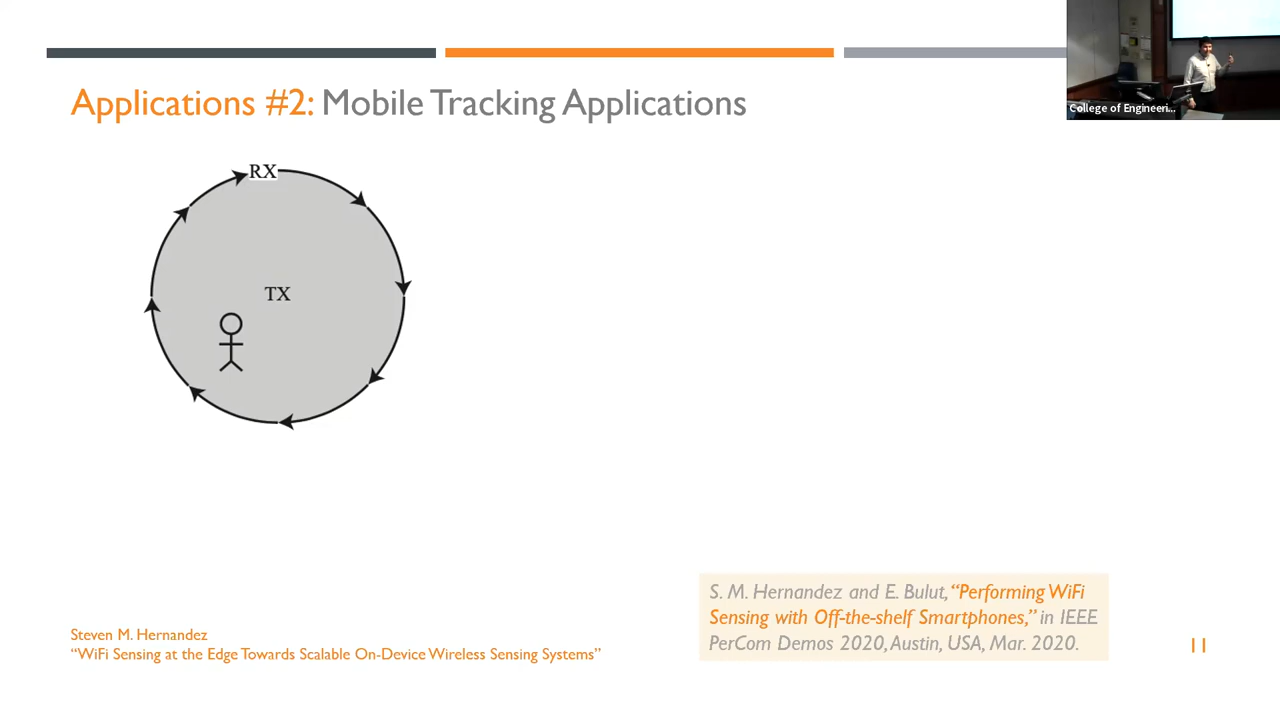 College of Engineeri...
Applications #2: Mobile Tracking Applications
RX
TX
S. M. Hernandez and E. Bulut, “Performing WiFi
Sensing with Off-the-shelf Smartphones,” in IEEE
PerCom Demos 2020, Austin, USA, Mar. 2020.
Steven M. Hernandez
“WiFi Sensing at the Edge Towards Scalable On-Device Wireless Sensing Systems”
11